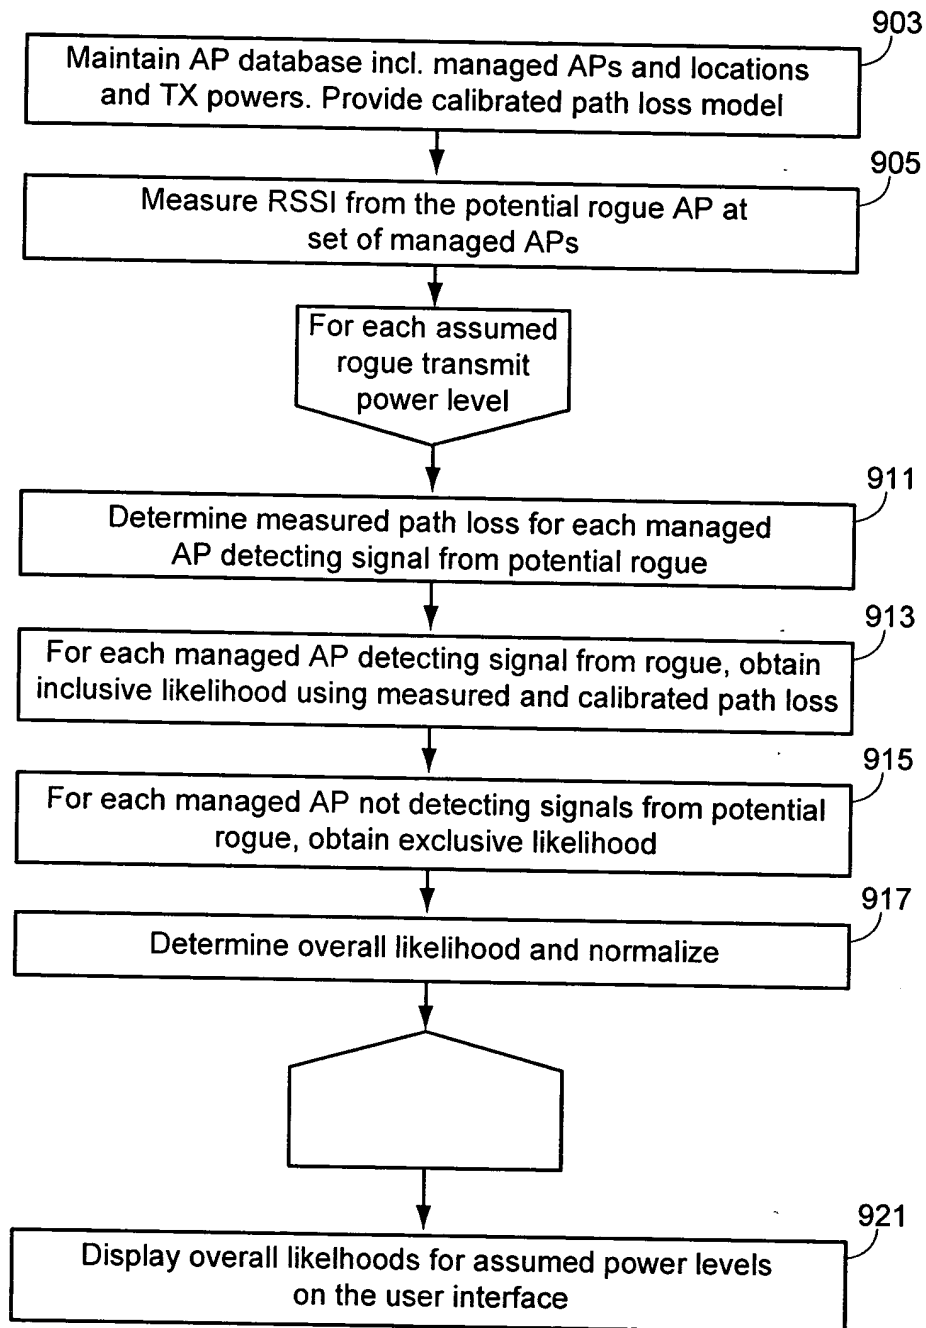 903
Maintain AP database incl. managed APs and locations
and TX powers. Provide calibrated path loss model
905
Measure RSSI from the potential rogue AP at
set of managed APs
For each assumed
rogue transmit
power level
911
Determine measured path loss for each managed
AP detecting signal from potential rogue
913
For each managed AP detecting signal from rogue, obtain
inclusive likelihood using measured and calibrated path loss
915
For each managed AP not detecting signals from potential
rogue, obtain exclusive likelihood
917
Determine overall likelihood and normalize
921
Display overall likelhoods for assumed power levels
on the user interface